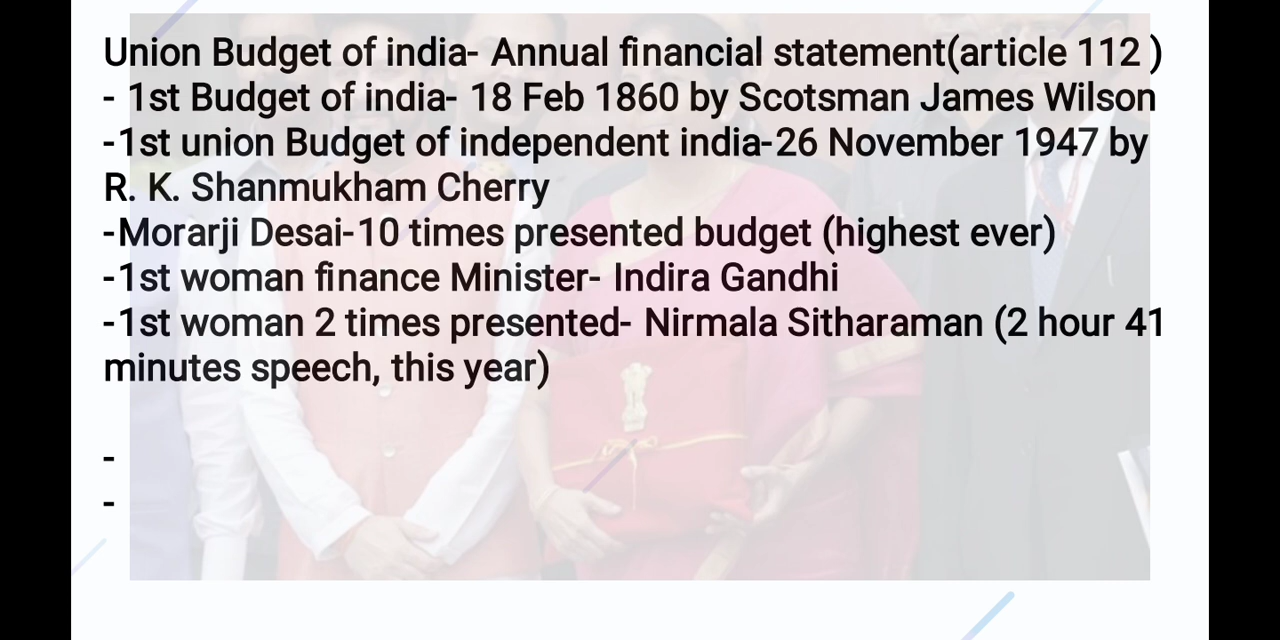 Union Budget of india- Annual financial statement(article 112 )
- 1st Budget of india- 18 Feb 1860 by Scotsman James Wilson
-1st union Budget of independent india-26 November 1947 by
R. K. Shanmukham Cherry
-Morarji Desai-10 times presented budget (highest ever)
-1st woman finance Minister- Indira Gandhi
-1st woman 2 times presented- Nirmala Sitharaman (2 hour 41
minutes speech, this year)
-
-